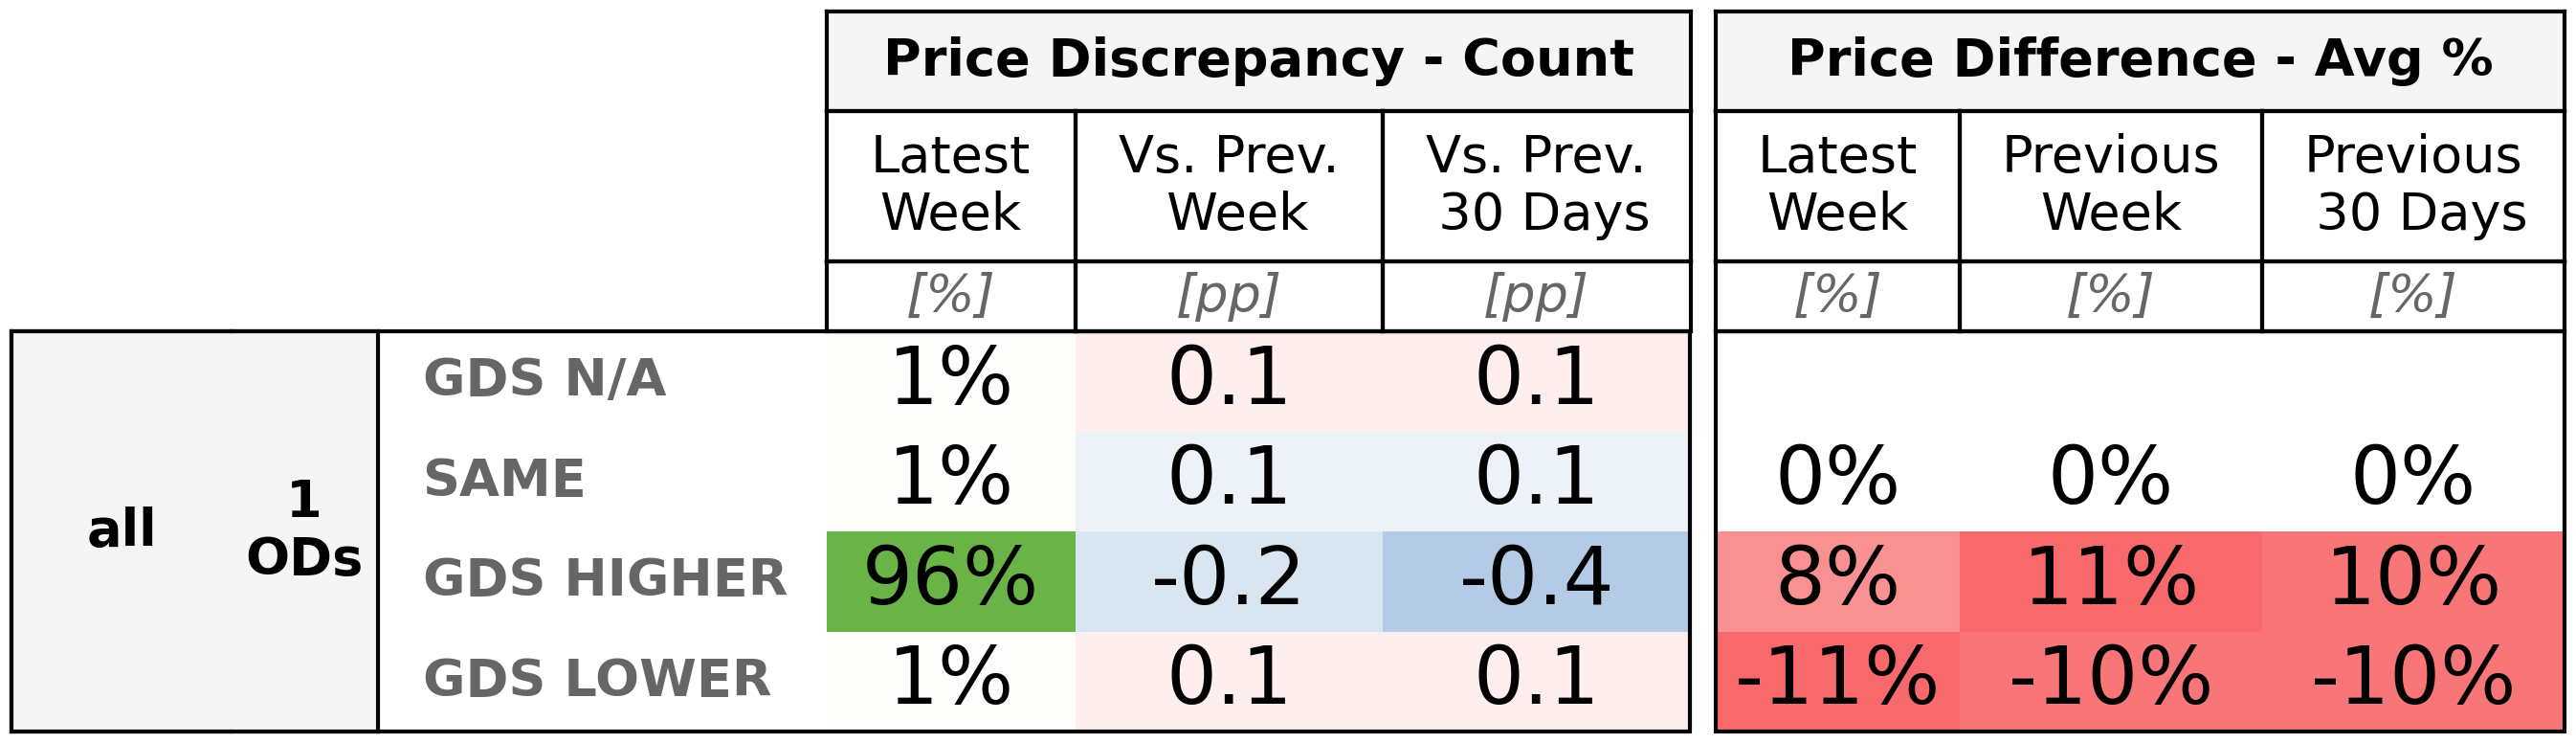 Price Discrepancy - Count Price Difference - Avg %
Latest Week Vs. Prev. Week Vs. Prev. 30 Days Latest Week Previous Week Previous 30 Days
[%] [pp] [pp] [%] [%] [%]
all 1 ODs
GDS N/A 1% 0.1 0.1
SAME 1% 0.1 0.1 0% 0% 0%
GDS HIGHER 96% -0.2 -0.4 8% 11% 10%
GDS LOWER 1% 0.1 0.1 -11% -10% -10%